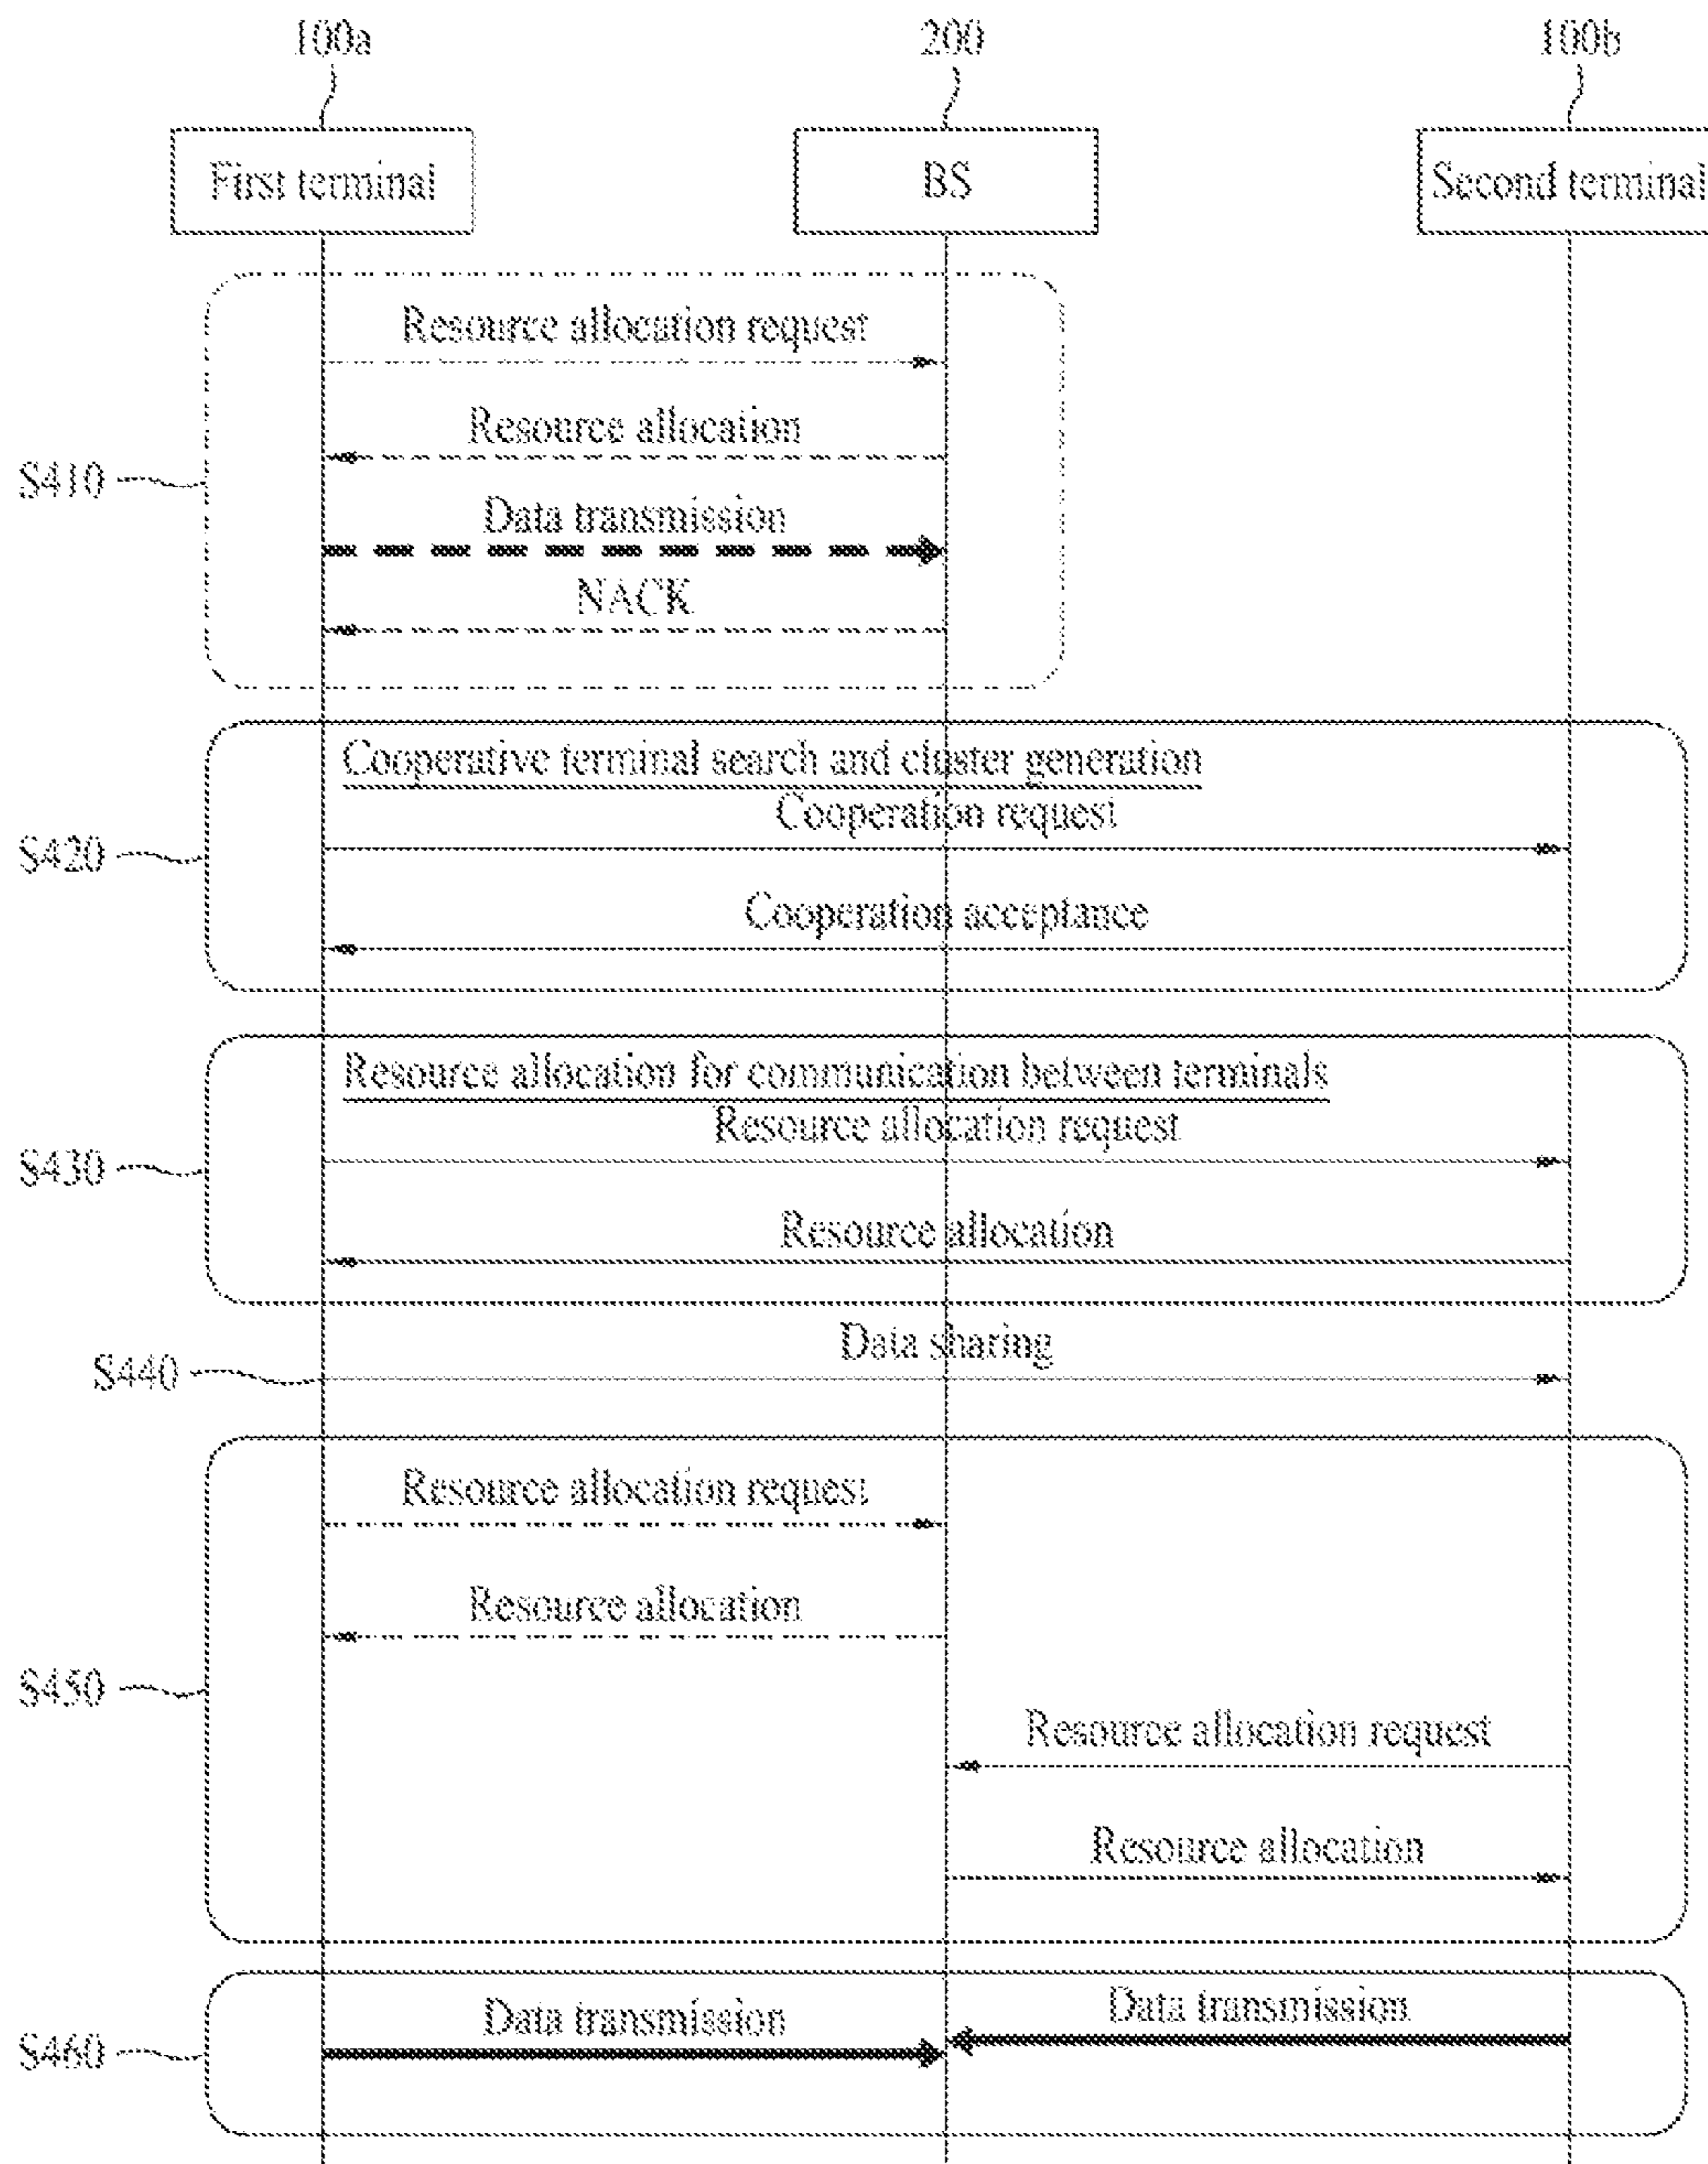 100a
200
100b
First terminal
BS
Second terminal
Resource allocation request
Resource allocation
S410
Data transmission
NACK
Cooperative terminal search and cluster generation
Cooperation request
S420
Cooperation acceptance
Resource allocation for communication between terminals
Resource allocation request
S430
Resource allocation
Data sharing
S440
Resource allocation request
Resource allocation
S450
Resource allocation request
Resource allocation
Data transmission
Data transmission
S460